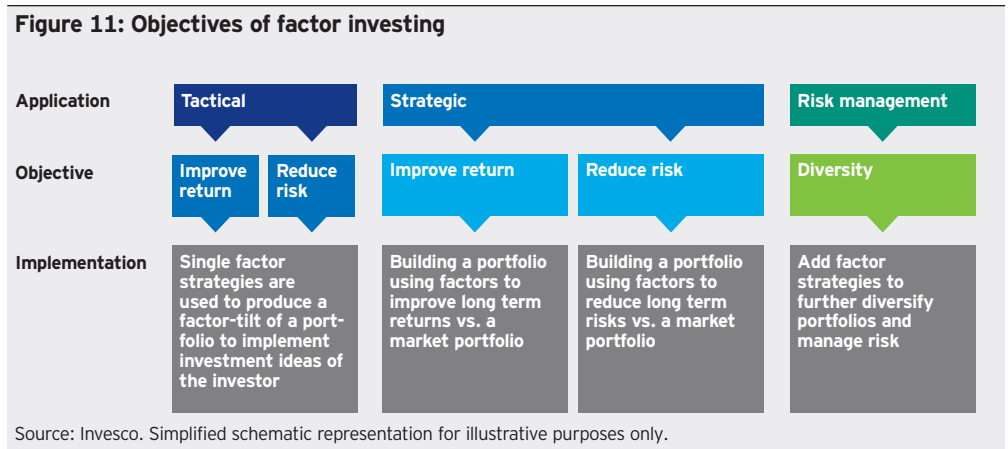 Figure 11: Objectives of factor investing
Application
Tactical
Strategic
Risk management
Objective
Improve
return
Reduce
risk
Improve return
Reduce risk
Diversity
Implementation
Single factor
strategies are
used to produce a
factor-tilt of a port-
folio to implement
investment ideas of
the investor
Building a portfolio
using factors to
improve long term
returns vs. a
market portfolio
Building a portfolio
using factors to
reduce long term
risks vs. a market
portfolio
Add factor
strategies to
further diversify
portfolios and
manage risk
Source: Invesco. Simplified schematic representation for illustrative purposes only.